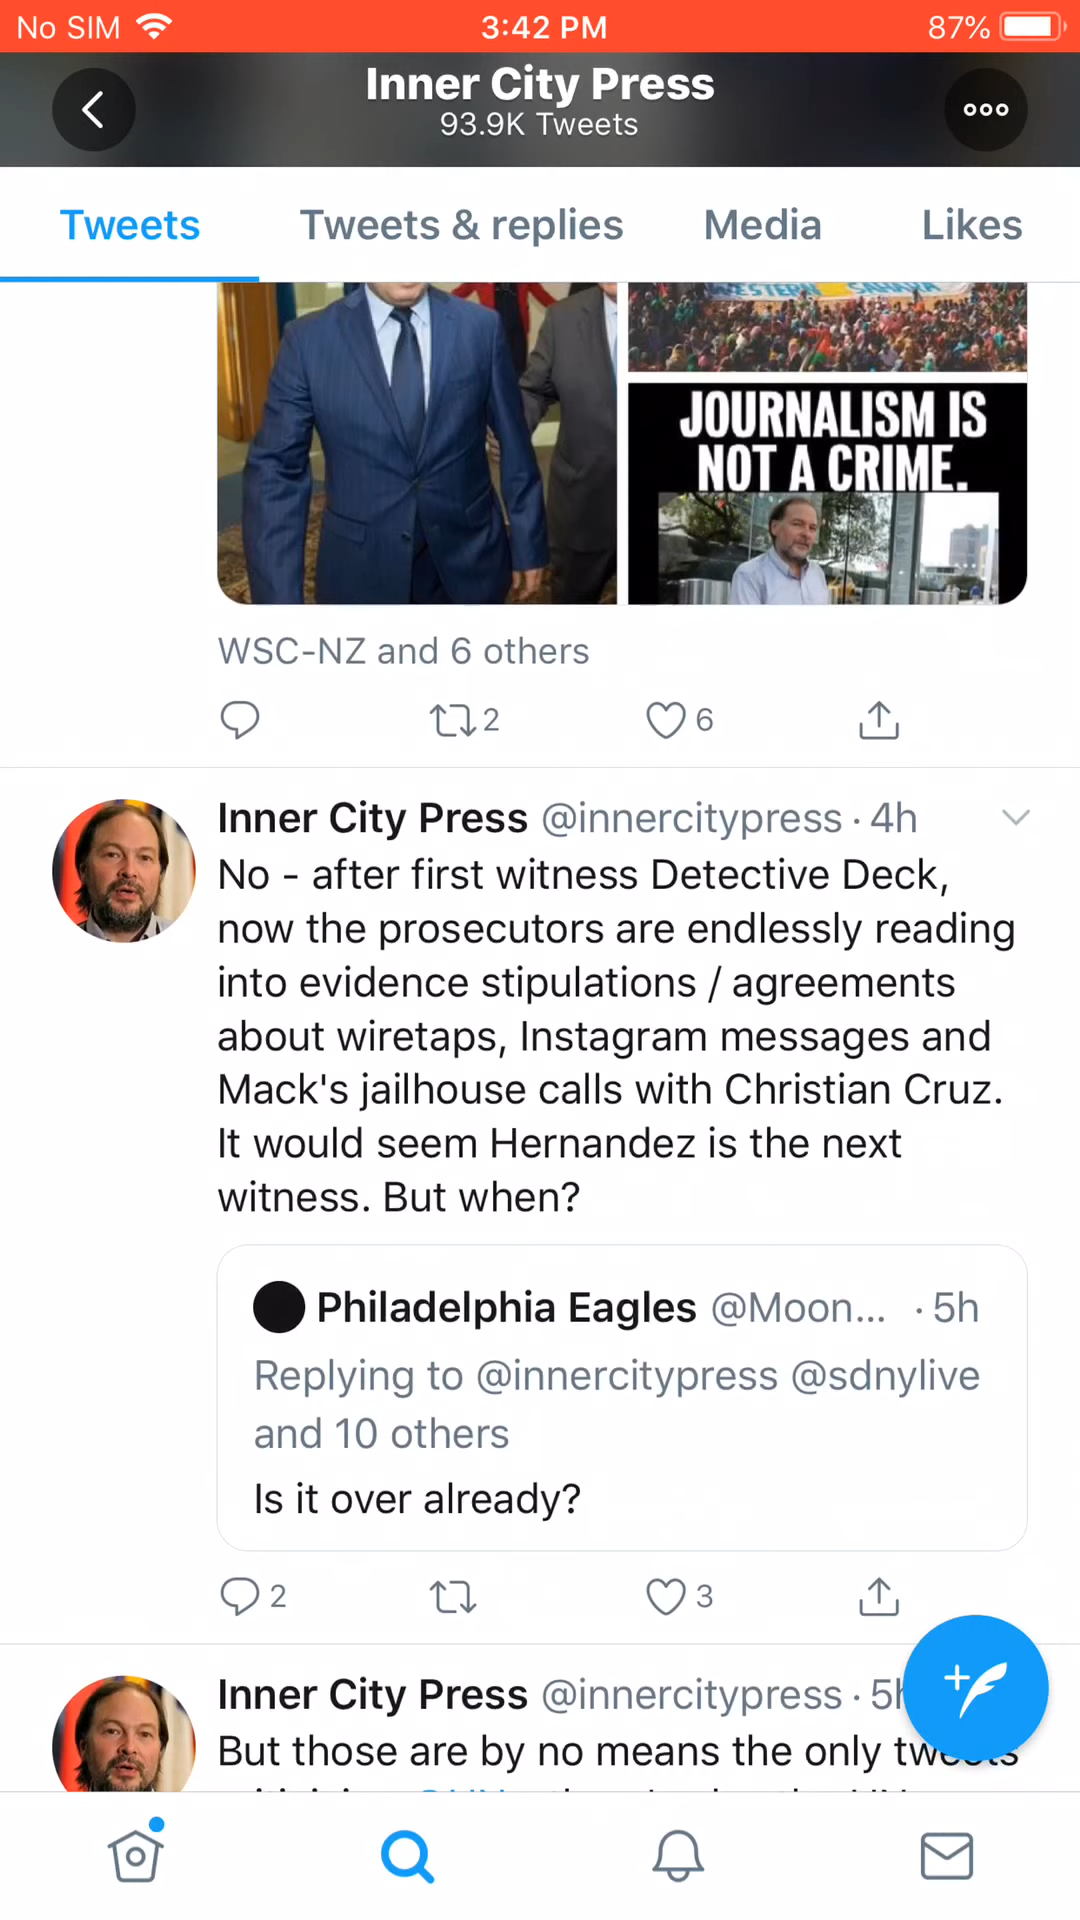 No SIM 3:42 PM 87%
Inner City Press
93.9K Tweets
Tweets Tweets & replies Media Likes
WESTERN SAHARA
JOURNALISM IS
NOT A CRIME.
WSC-NZ and 6 others
2 6
Inner City Press @innercitypress · 4h
No - after first witness Detective Deck,
now the prosecutors are endlessly reading
into evidence stipulations / agreements
about wiretaps, Instagram messages and
Mack's jailhouse calls with Christian Cruz.
It would seem Hernandez is the next
witness. But when?
Philadelphia Eagles @Moon... · 5h
Replying to @innercitypress @sdnylive
and 10 others
Is it over already?
2 3
Inner City Press @innercitypress · 5h
But those are by no means the only tweets